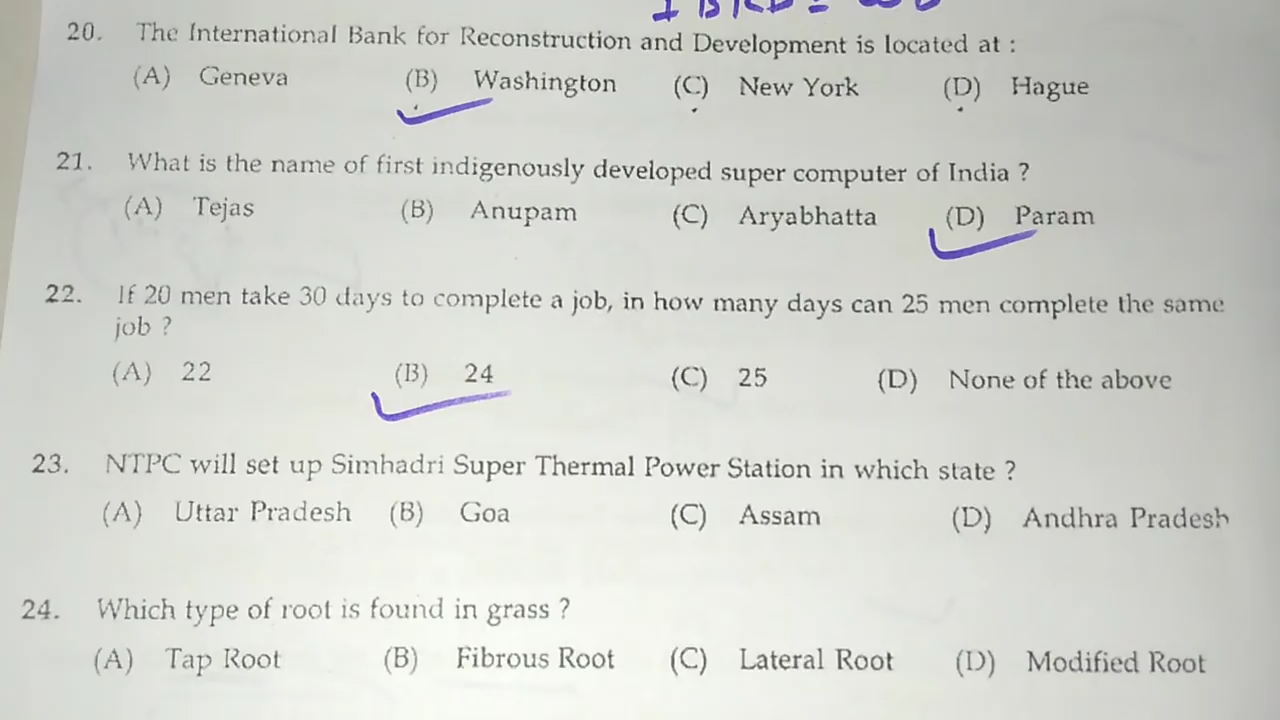 IBRD =
20. The International Bank for Reconstruction and Development is located at :
(A) Geneva (B) Washington (C) New York (D) Hague
21. What is the name of first indigenously developed super computer of India ?
(A) Tejas (B) Anupam (C) Aryabhatta (D) Param
22. If 20 men take 30 days to complete a job, in how many days can 25 men complete the same
job ?
(A) 22 (B) 24 (C) 25 (D) None of the above
23. NTPC will set up Simhadri Super Thermal Power Station in which state ?
(A) Uttar Pradesh (B) Goa (C) Assam (D) Andhra Pradesh
24. Which type of root is found in grass ?
(A) Tap Root (B) Fibrous Root (C) Lateral Root (D) Modified Root